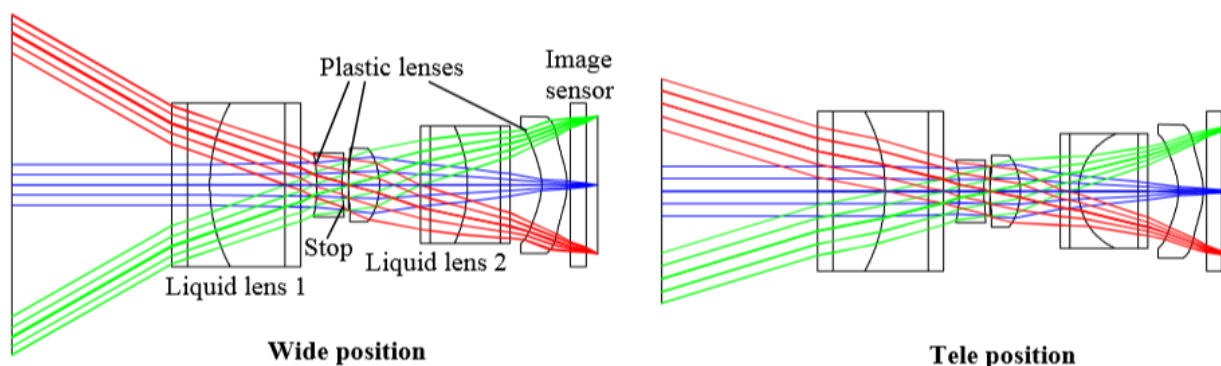 Plastic lenses
Image
sensor
Stop
Liquid lens 2
Liquid lens 1
Wide position
Tele position